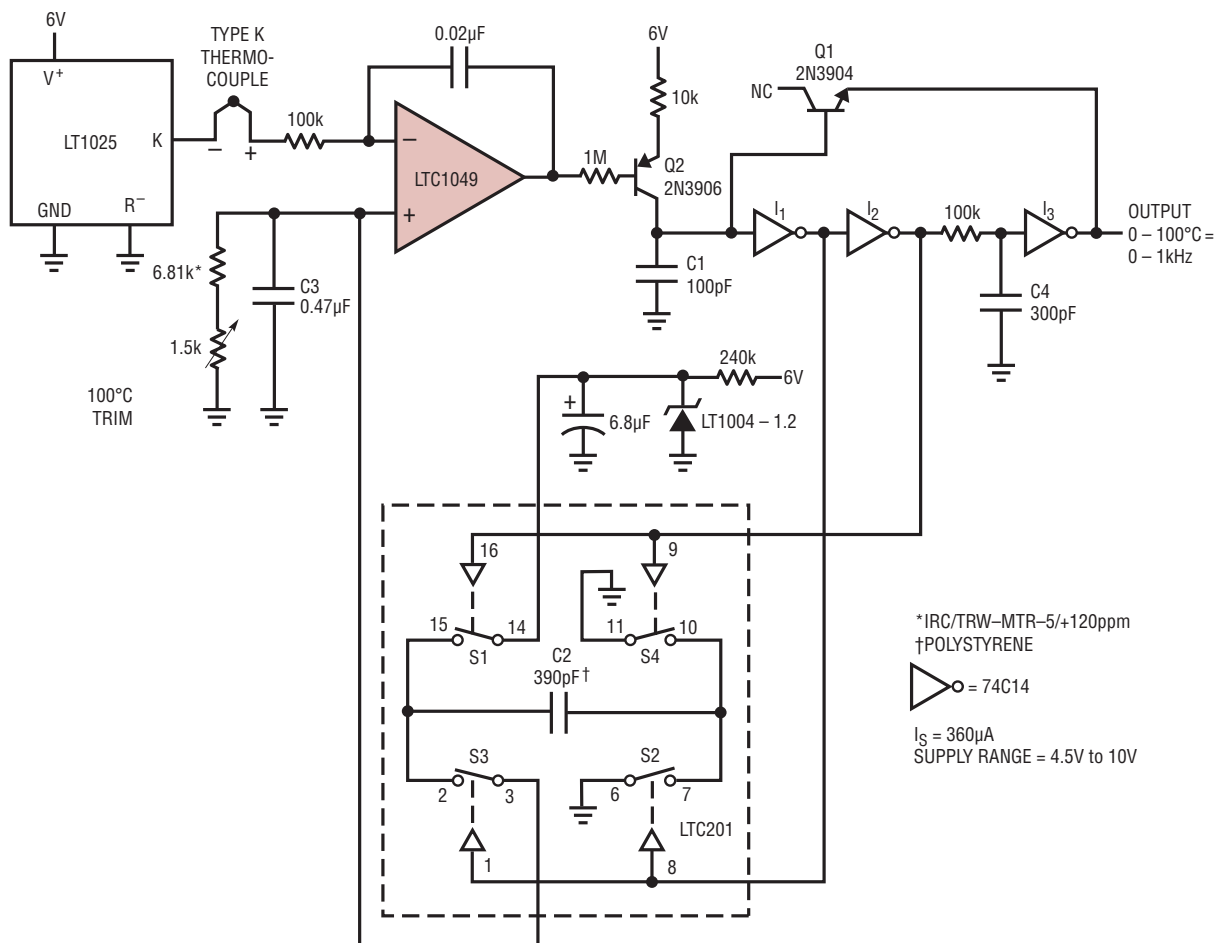 6V
V+
LT1025
K
GND
R–
TYPE K
THERMO-
COUPLE
–
+
100k
0.02µF
–
LTC1049
+
6.81k*
1.5k
100°C
TRIM
C3
0.47µF
1M
6V
10k
Q2
2N3906
C1
100pF
Q1
2N3904
NC
I1
I2
100k
I3
C4
300pF
OUTPUT
0 – 100°C =
0 – 1kHz
240k
6V
+
6.8µF
LT1004 – 1.2
16
9
15
14
S1
11
10
S4
C2
390pF†
S3
2
3
S2
6
7
1
8
LTC201
*IRC/TRW–MTR–5/+120ppm
†POLYSTYRENE
= 74C14
IS = 360µA
SUPPLY RANGE = 4.5V to 10V